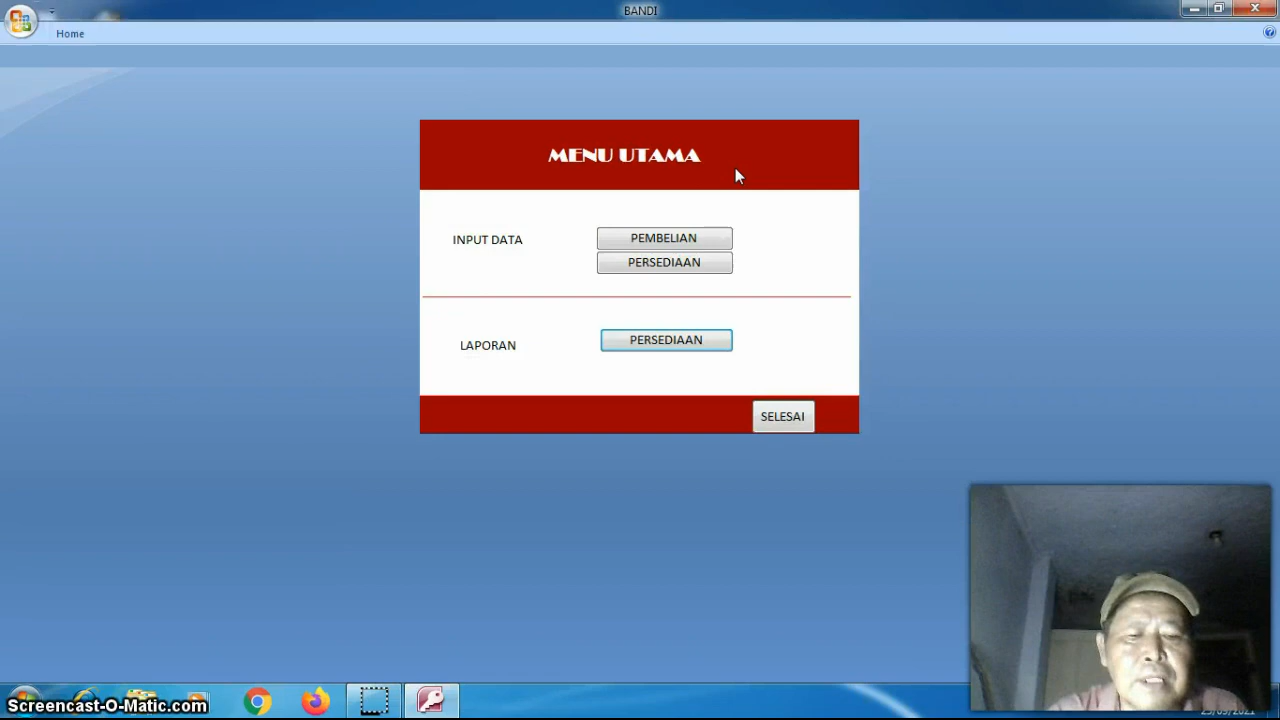 BANDI
Home
MENU UTAMA
INPUT DATA
PEMBELIAN
PERSEDIAAN
LAPORAN
PERSEDIAAN
SELESAI
Screencast-O-Matic.com